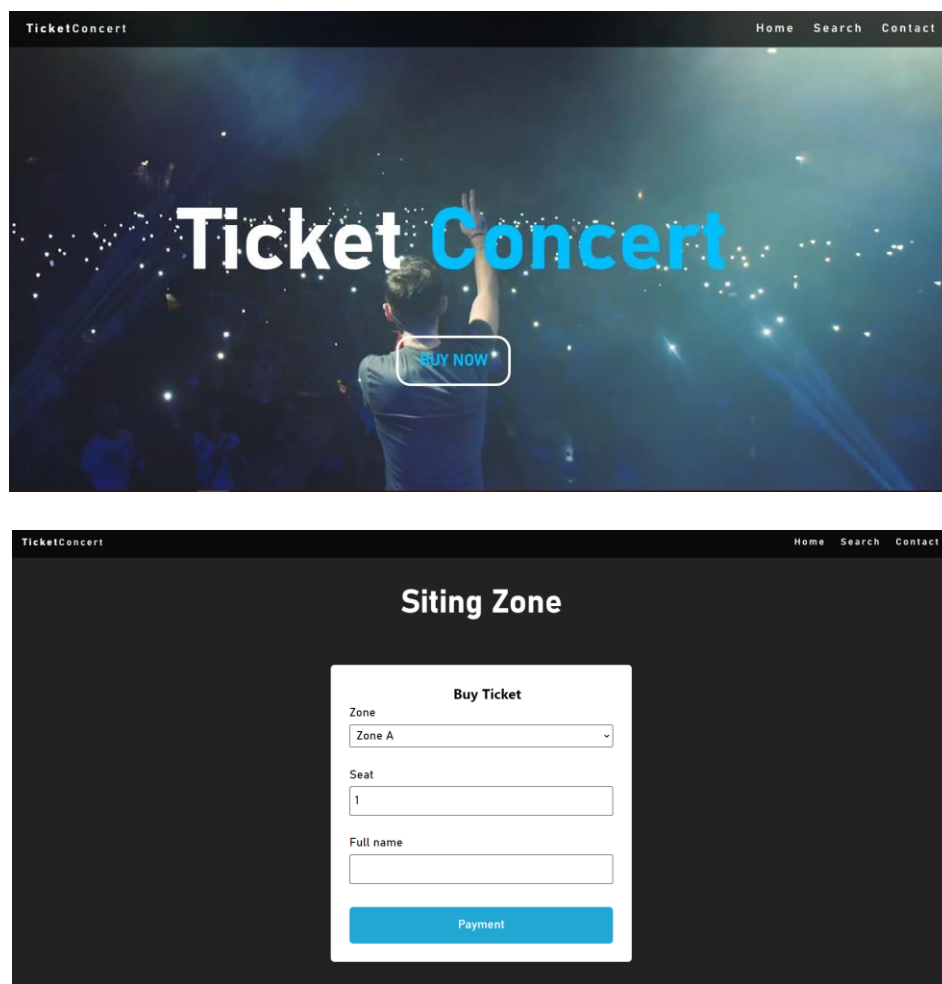 TicketConcert Home Search Contact
Ticket Concert
BUY NOW
TicketConcert Home Search Contact
Siting Zone
Buy Ticket
Zone
Zone A
Seat
1
Full name
Payment